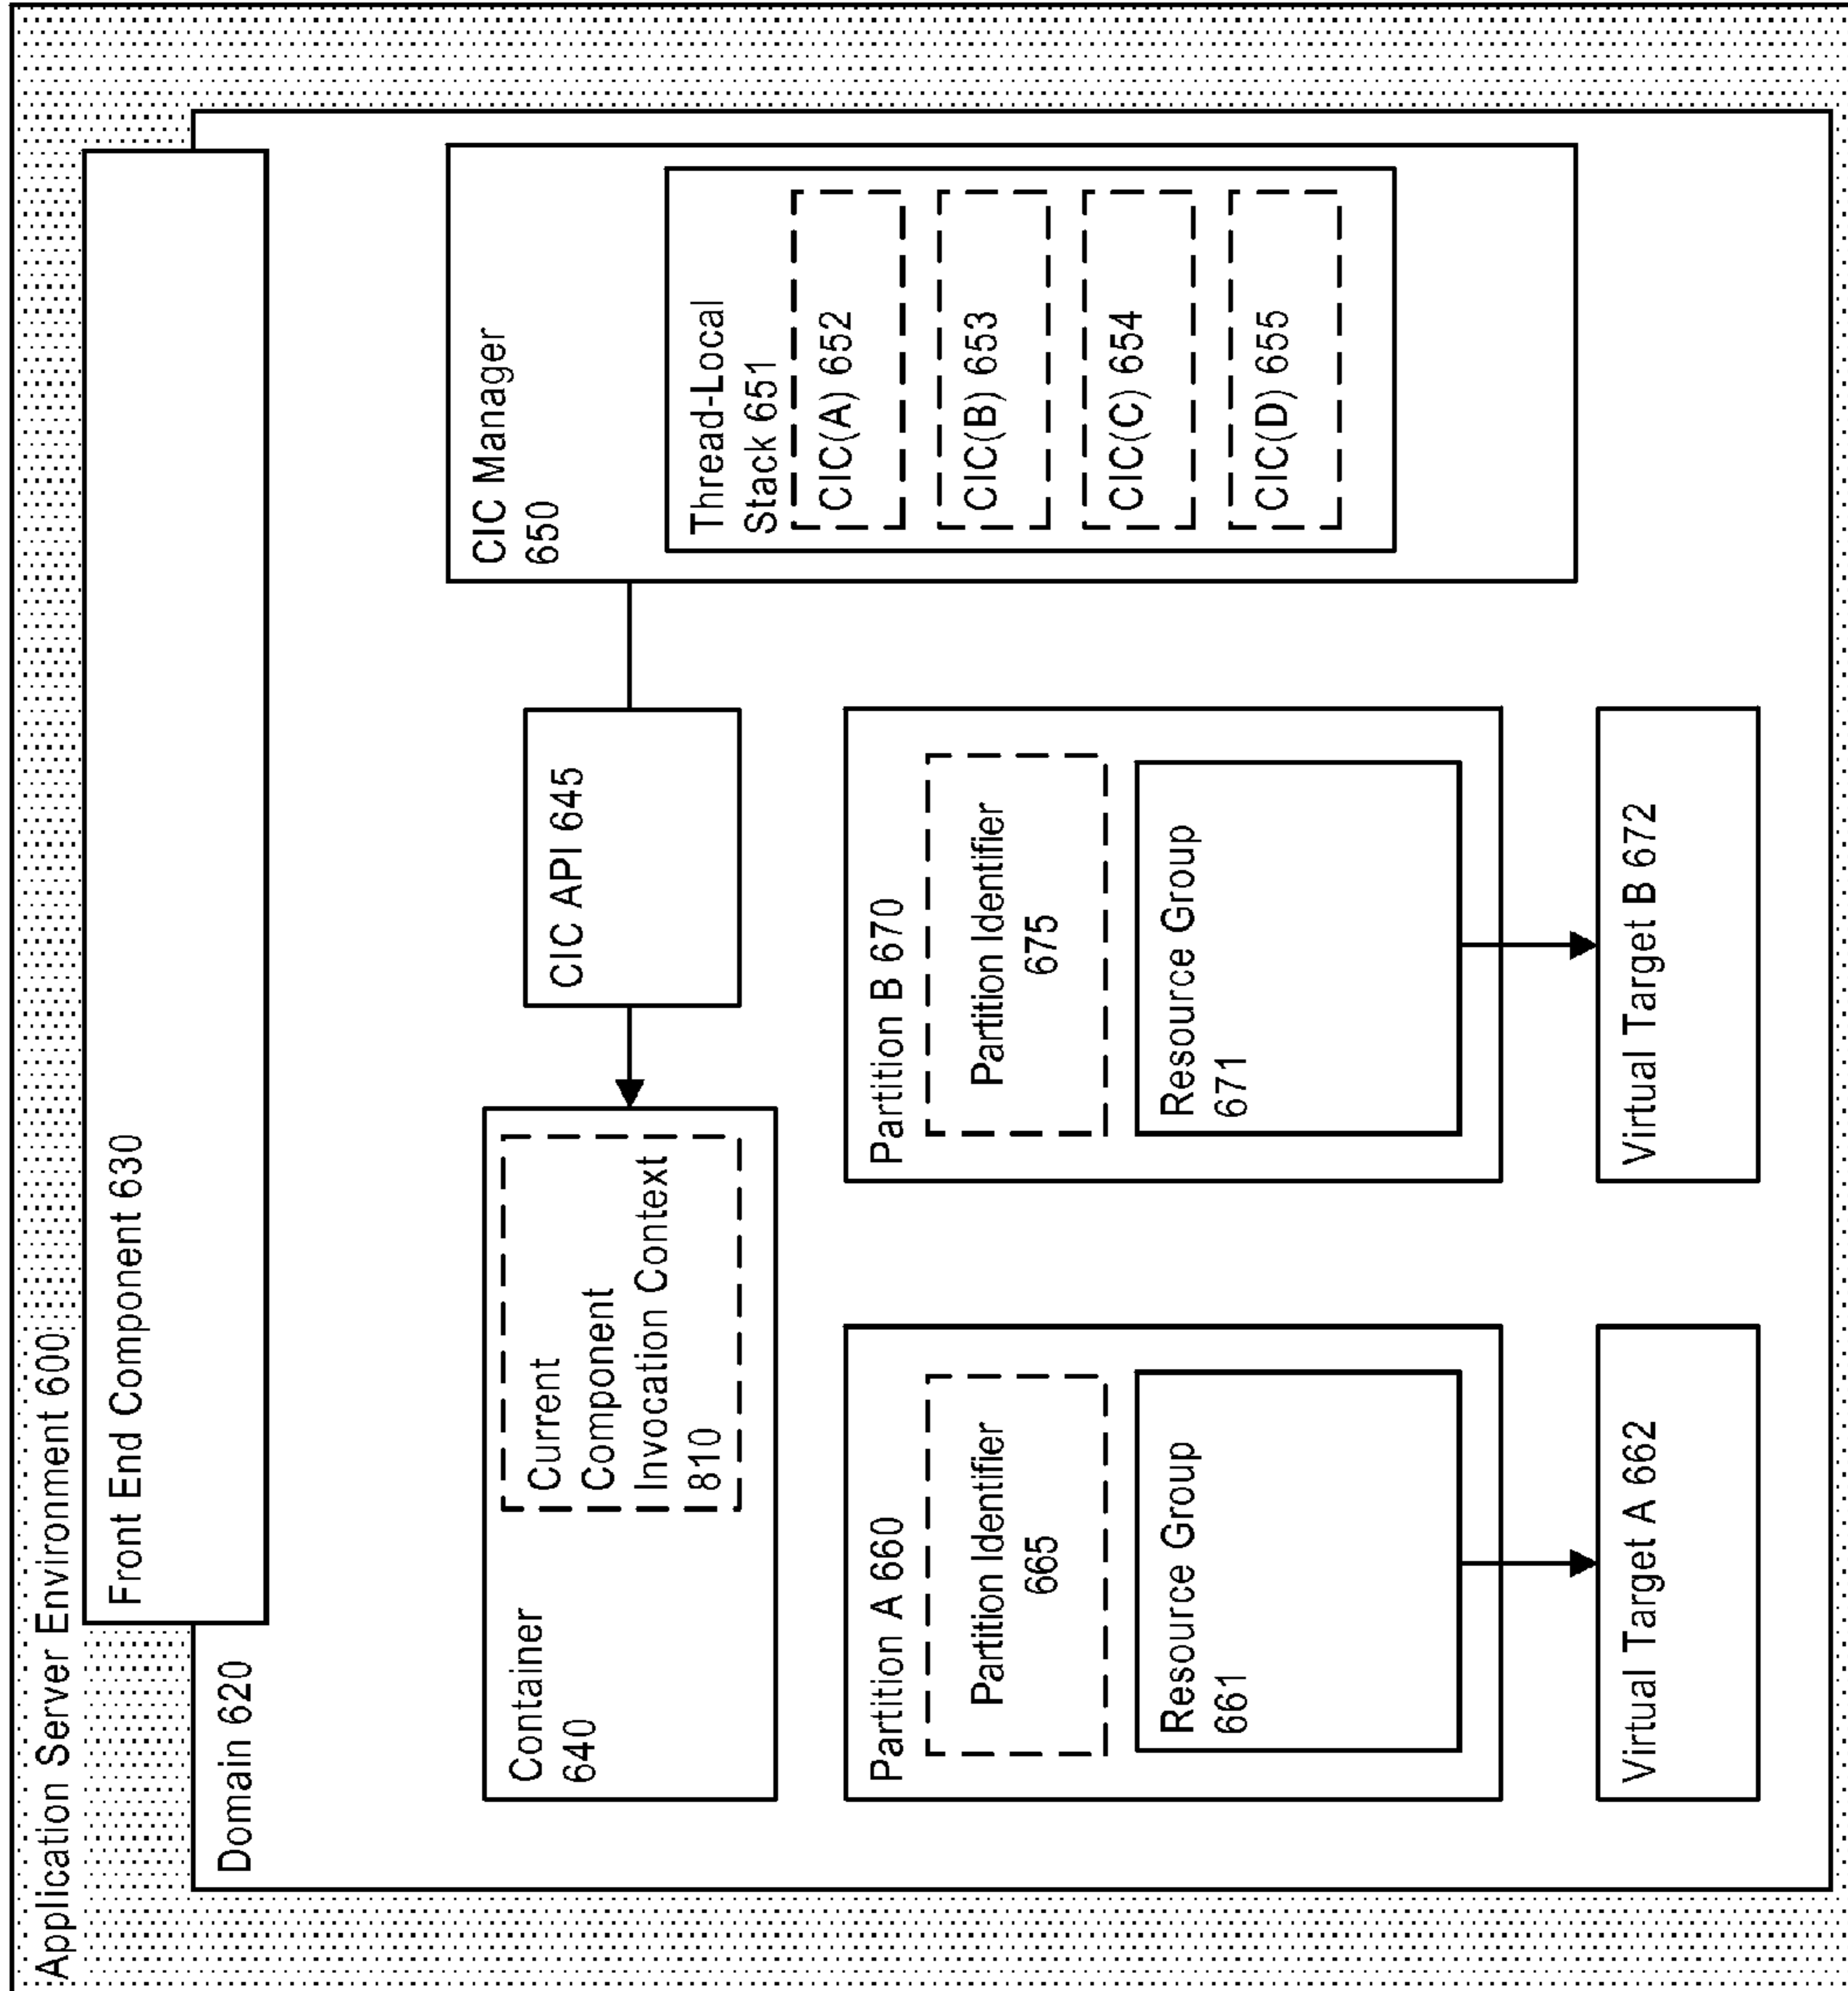 Application Server Environment 600
Front End Component 630
Domain 620
Container
640
Current
Component
Invocation Context
810
CIC API 645
CIC Manager
650
Thread-Local
Stack 651
CIC(A) 652
CIC(B) 653
CIC(C) 654
CIC(D) 655
Partition A 660
Partition Identifier
665
Resource Group
661
Virtual Target A 662
Partition B 670
Partition Identifier
675
Resource Group
671
Virtual Target B 672